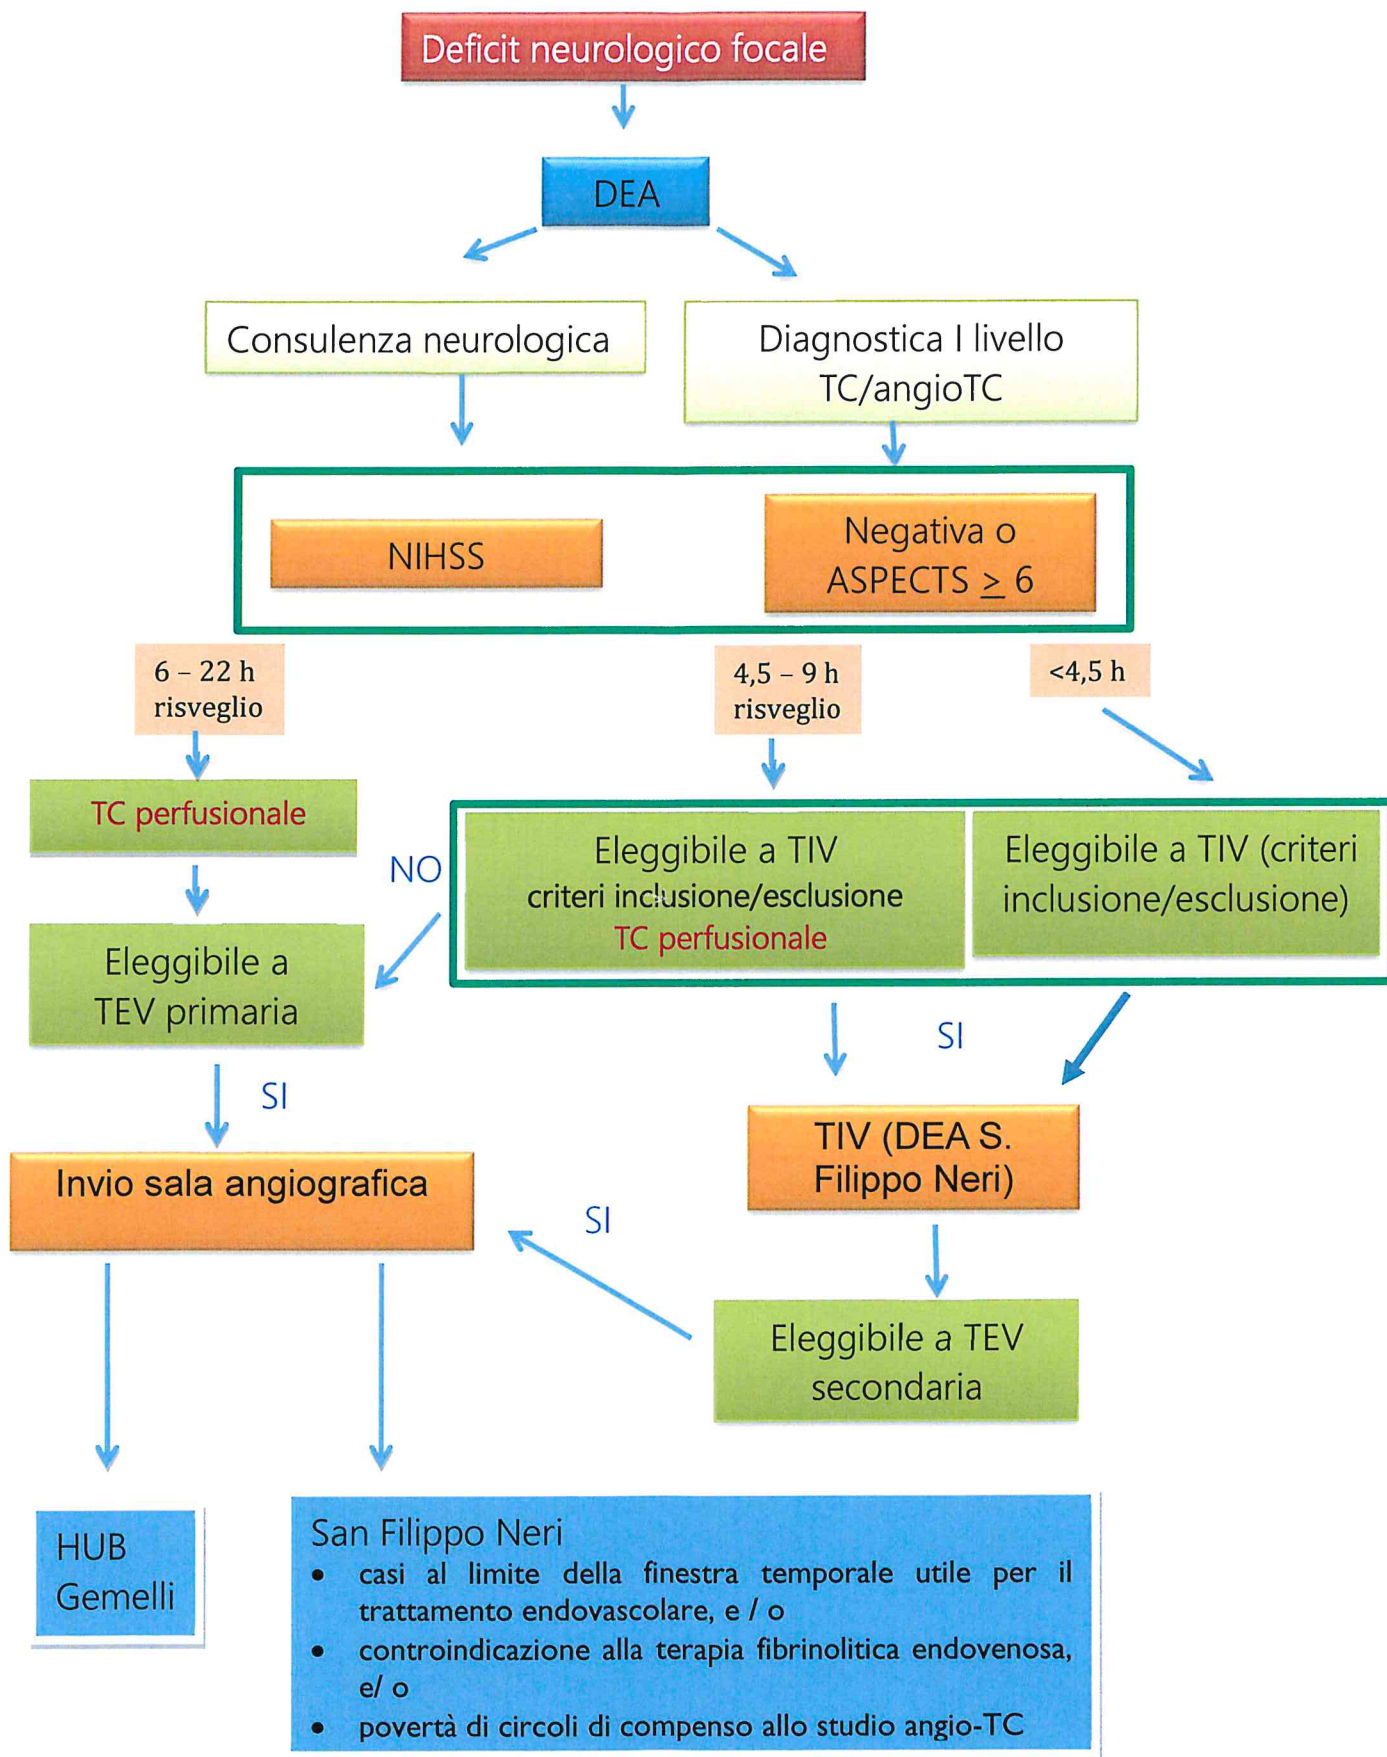 Deficit neurologico focale
DEA
Consulenza neurologica
Diagnostica I livello
TC/angioTC
NIHSS
Negativa o
ASPECTS ≥ 6
6 – 22 h
risveglio
4,5 – 9 h
risveglio
<4,5 h
TC perfusionale
NO
Eleggibile a TIV
criteri inclusione/esclusione
TC perfusionale
Eleggibile a TIV (criteri
inclusione/esclusione)
Eleggibile a
TEV primaria
SI
SI
TIV (DEA S.
Filippo Neri)
Invio sala angiografica
SI
Eleggibile a TEV
secondaria
HUB
Gemelli
San Filippo Neri
• casi al limite della finestra temporale utile per il
trattamento endovascolare, e / o
• controindicazione alla terapia fibrinolitica endovenosa,
e/ o
• povertà di circoli di compenso allo studio angio-TC